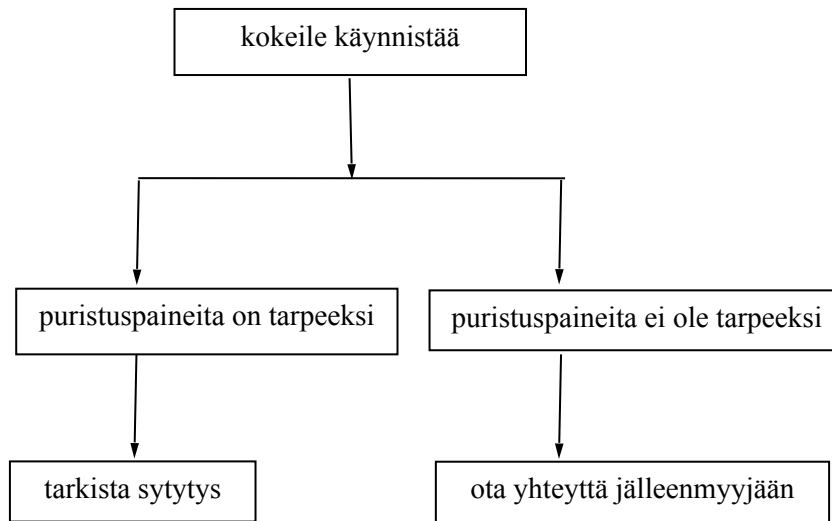 kokeile käynnistää
puristuspaineita on tarpeeksi
puristuspaineita ei ole tarpeeksi
tarkista sytytys
ota yhteyttä jälleenmyyjään